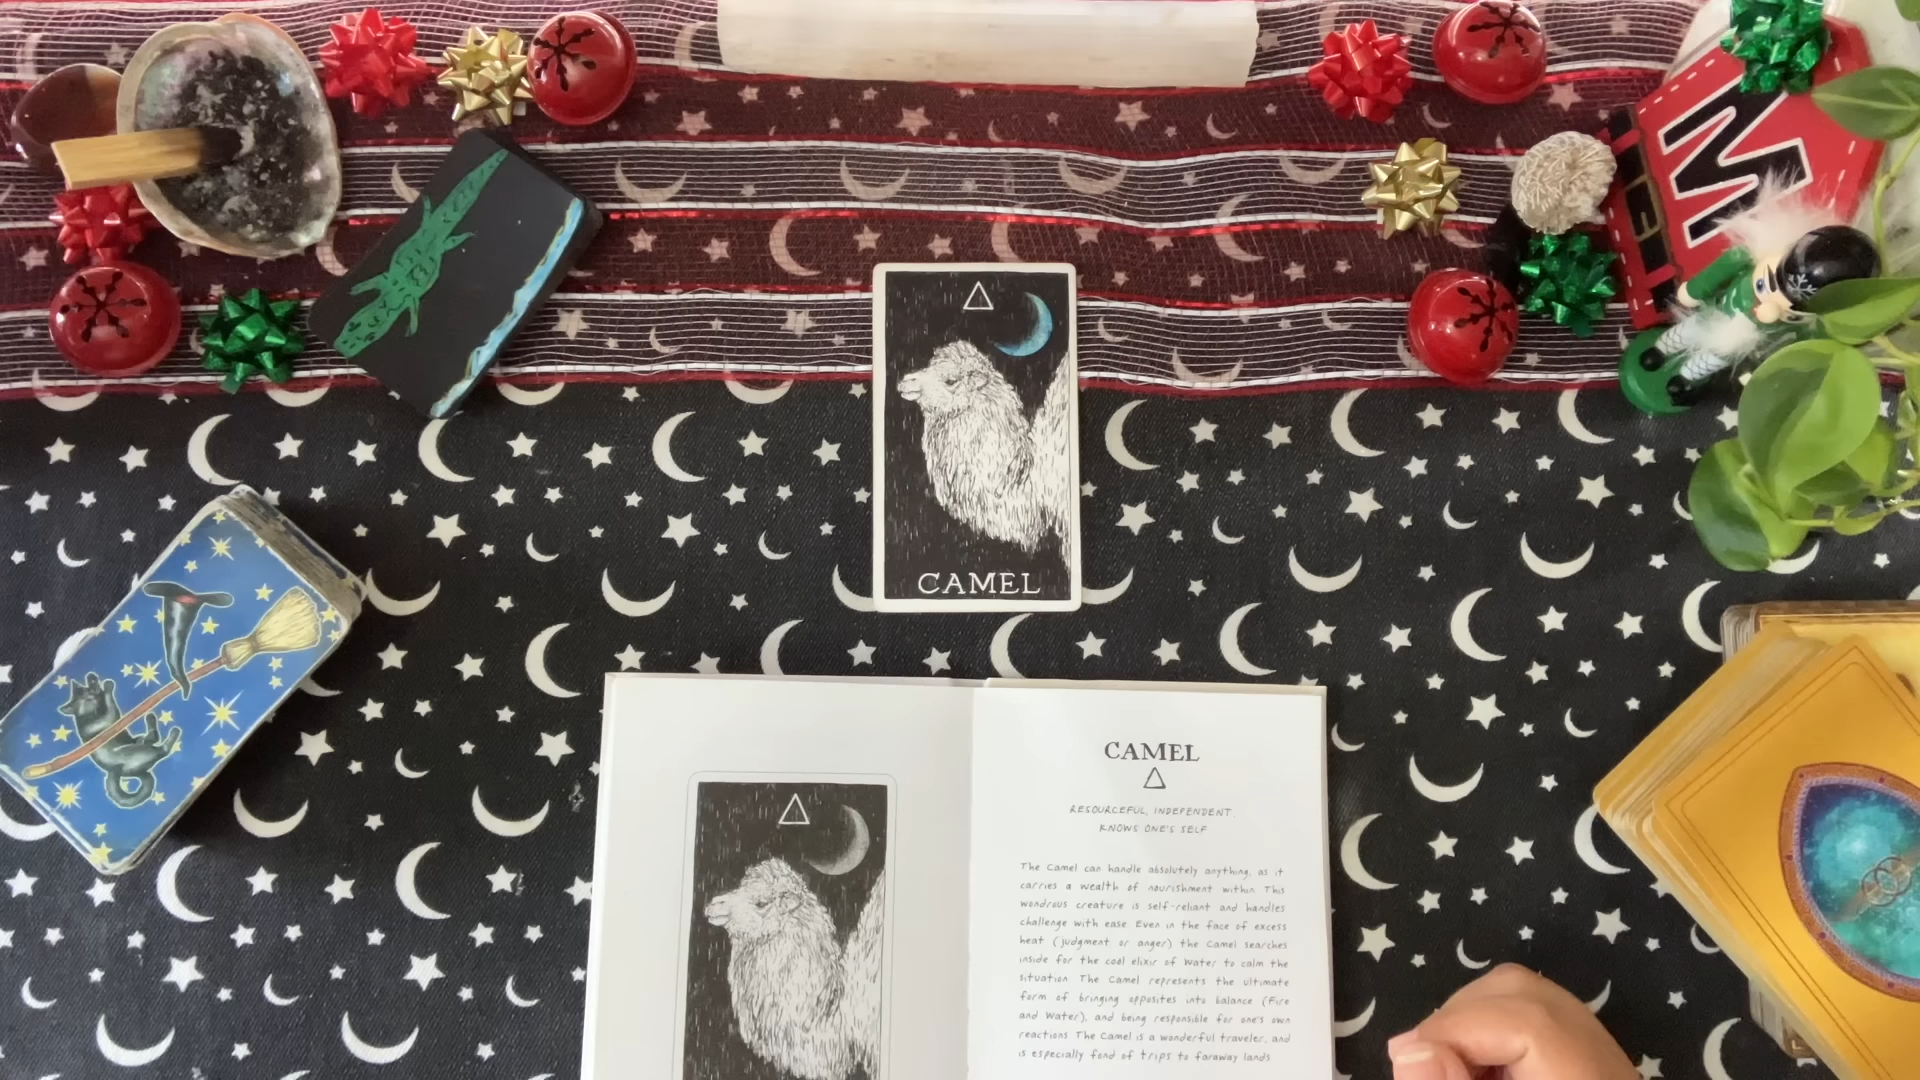 M
CAMEL
CAMEL
RESOURCEFUL, INDEPENDENT.
KNOWS ONE'S SELF
The Camel can handle absolutely anything, as it
carries a wealth of nourishment within This
wondrous creature is self-reliant and handles
challenge with ease Even in the face of excess
heat (judgment or anger) the Camel searches
inside for the cool elixir of Water to calm the
situation The Camel represents the ultimate
form of bringing opposites into balance (Fire
and Water), and being responsible for one's own
reactions The Camel is a wonderful traveler, and
is especially fond of trips to faraway lands